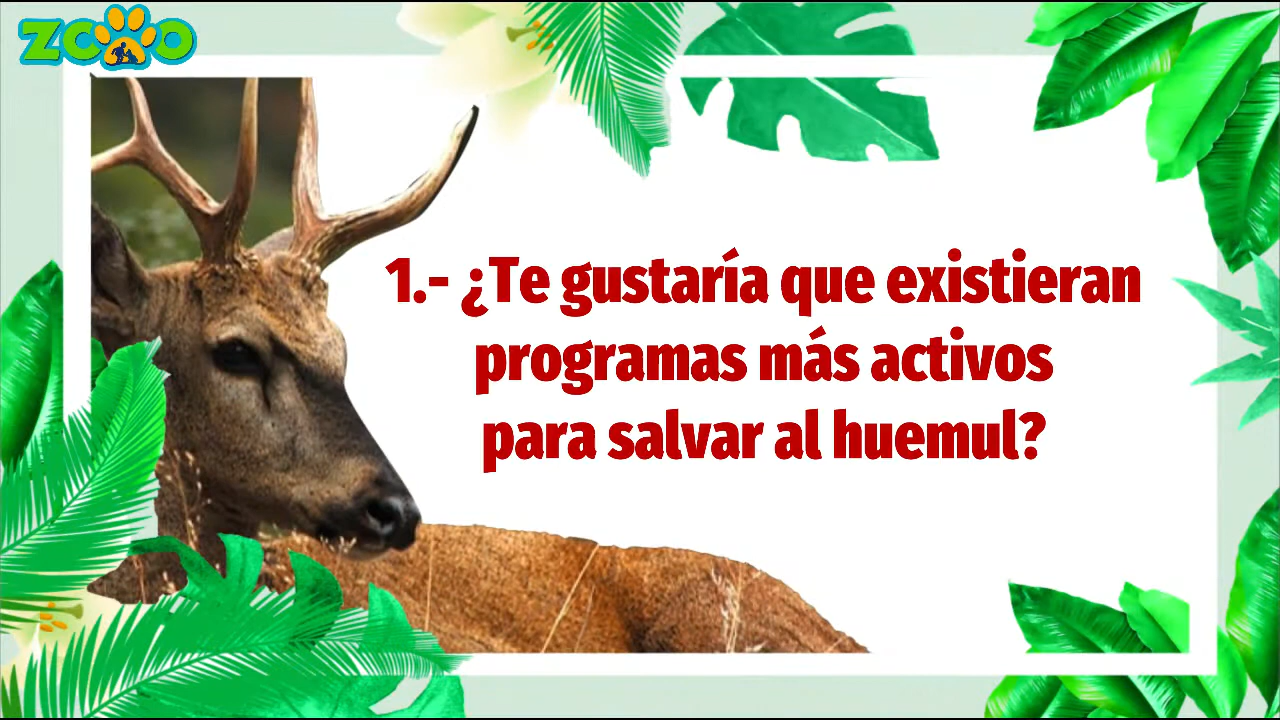 ZOO
1.- ¿Te gustaría que existieran
programas más activos
para salvar al huemul?